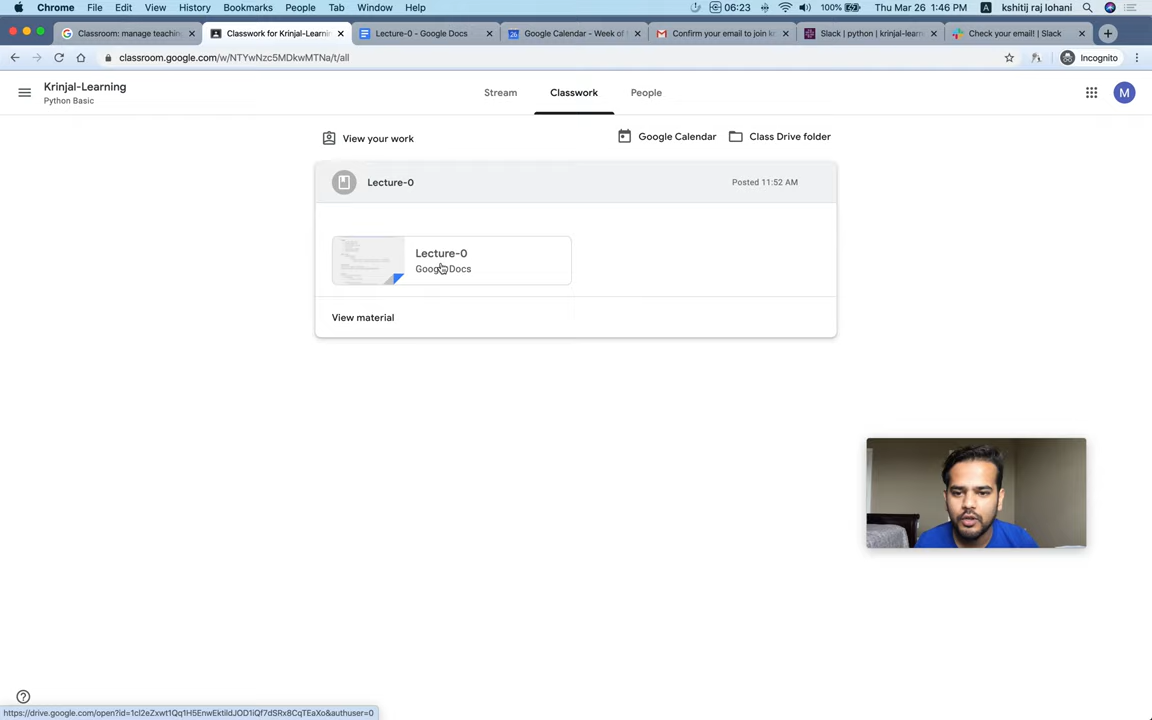 Chrome File Edit View History Bookmarks People Tab Window Help 06:23 100% Thu Mar 26 1:46 PM A kshitij raj lohani
Classroom: manage teachin
Classwork for Krinjal-Learnin
Lecture-0 - Google Docs
Google Calendar - Week of
Confirm your email to join
Slack | python | krinjal-learn
Check your email! | Slack
classroom.google.com/w/NTYwNzc5MDkwMTNa/t/all
Incognito
Krinjal-Learning
Python Basic
Stream
Classwork
People
M
View your work
Google Calendar
Class Drive folder
Lecture-0
Posted 11:52 AM
Lecture-0
Google Docs
View material
https://drive.google.com/open?id=1cl2eZxwt1Qq1H5EnwEktildJOD1iQf7dSRx8CqTEaXo&authuser=0